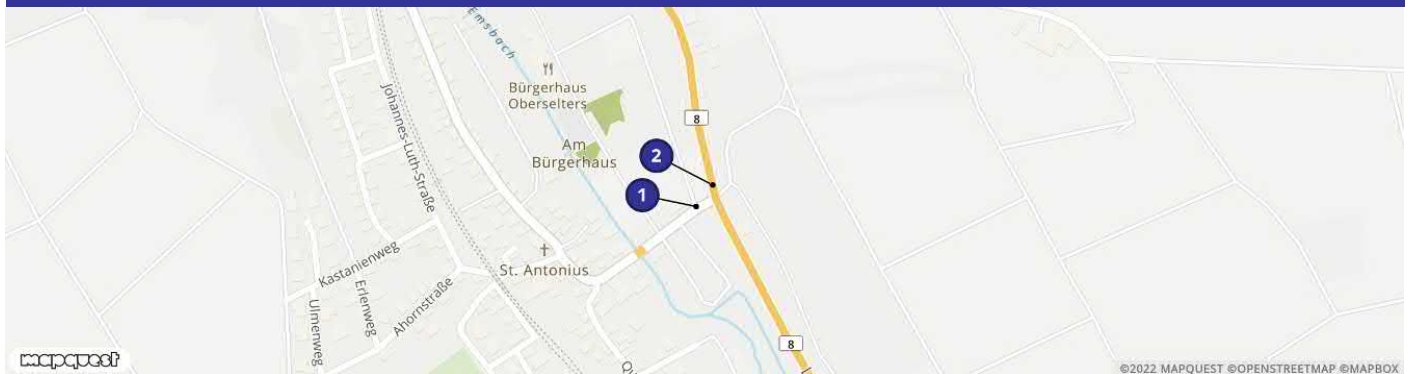 Emsbach
Bürgerhaus
Oberselters
Johannes-Luth-Straße
8
Am
Bürgerhaus
2
1
St. Antonius
Kastanienweg
Erlenweg
Ulmenweg
Ahornstraße
8
mapquest
©2022 MAPQUEST ©OPENSTREETMAP ©MAPBOX